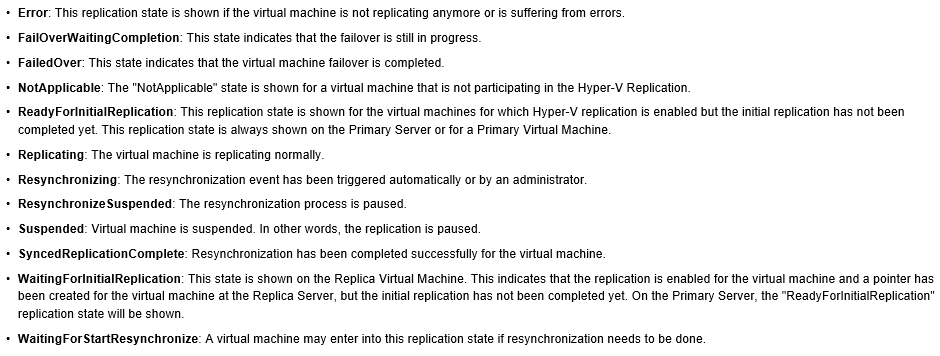 • Error: This replication state is shown if the virtual machine is not replicating anymore or is suffering from errors.
• FailOverWaitingCompletion: This state indicates that the failover is still in progress.
• FailedOver: This state indicates that the virtual machine failover is completed.
• NotApplicable: The "NotApplicable" state is shown for a virtual machine that is not participating in the Hyper-V Replication.
• ReadyForInitialReplication: This replication state is shown for the virtual machines for which Hyper-V replication is enabled but the initial replication has not been
completed yet. This replication state is always shown on the Primary Server or for a Primary Virtual Machine.
• Replicating: The virtual machine is replicating normally.
• Resynchronizing: The resynchronization event has been triggered automatically or by an administrator.
• ResynchronizeSuspended: The resynchronization process is paused.
• Suspended: Virtual machine is suspended. In other words, the replication is paused.
• SyncedReplicationComplete: Resynchronization has been completed successfully for the virtual machine.
• WaitingForInitialReplication: This state is shown on the Replica Virtual Machine. This indicates that the replication is enabled for the virtual machine and a pointer has
been created for the virtual machine at the Replica Server, but the initial replication has not been completed yet. On the Primary Server, the "ReadyForInitialReplication"
replication state will be shown.
• WaitingForStartResynchronize: A virtual machine may enter into this replication state if resynchronization needs to be done.